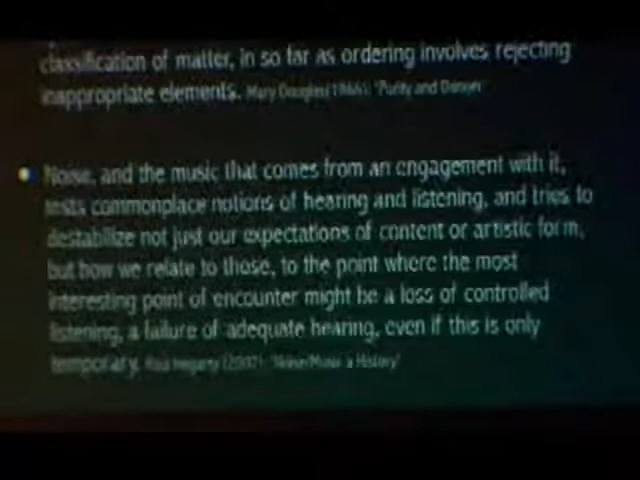 classification of matter, in so far as ordering involves rejecting
inappropriate elements. Mary Douglas (1966): 'Purity and Danger'
Noise, and the music that comes from an engagement with it,
tests commonplace notions of hearing and listening, and tries to
destabilize not just our expectations of content or artistic form,
but how we relate to those, to the point where the most
interesting point of encounter might be a loss of controlled
listening, a failure of adequate hearing, even if this is only
temporary. Paul Hegarty (2007): 'Noise/Music a History'